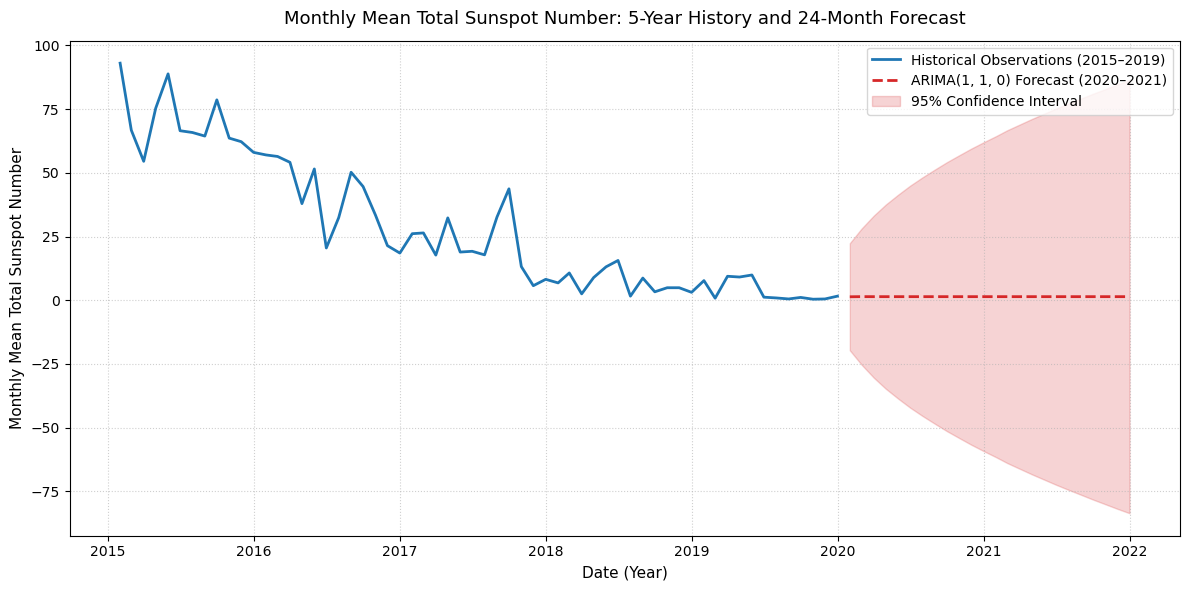 Monthly Mean Total Sunspot Number: 5-Year History and 24-Month Forecast
Historical Observations (2015–2019)
ARIMA(1, 1, 0) Forecast (2020–2021)
95% Confidence Interval
Monthly Mean Total Sunspot Number
100
75
50
25
0
−25
−50
−75
2015
2016
2017
2018
2019
2020
2021
2022
Date (Year)